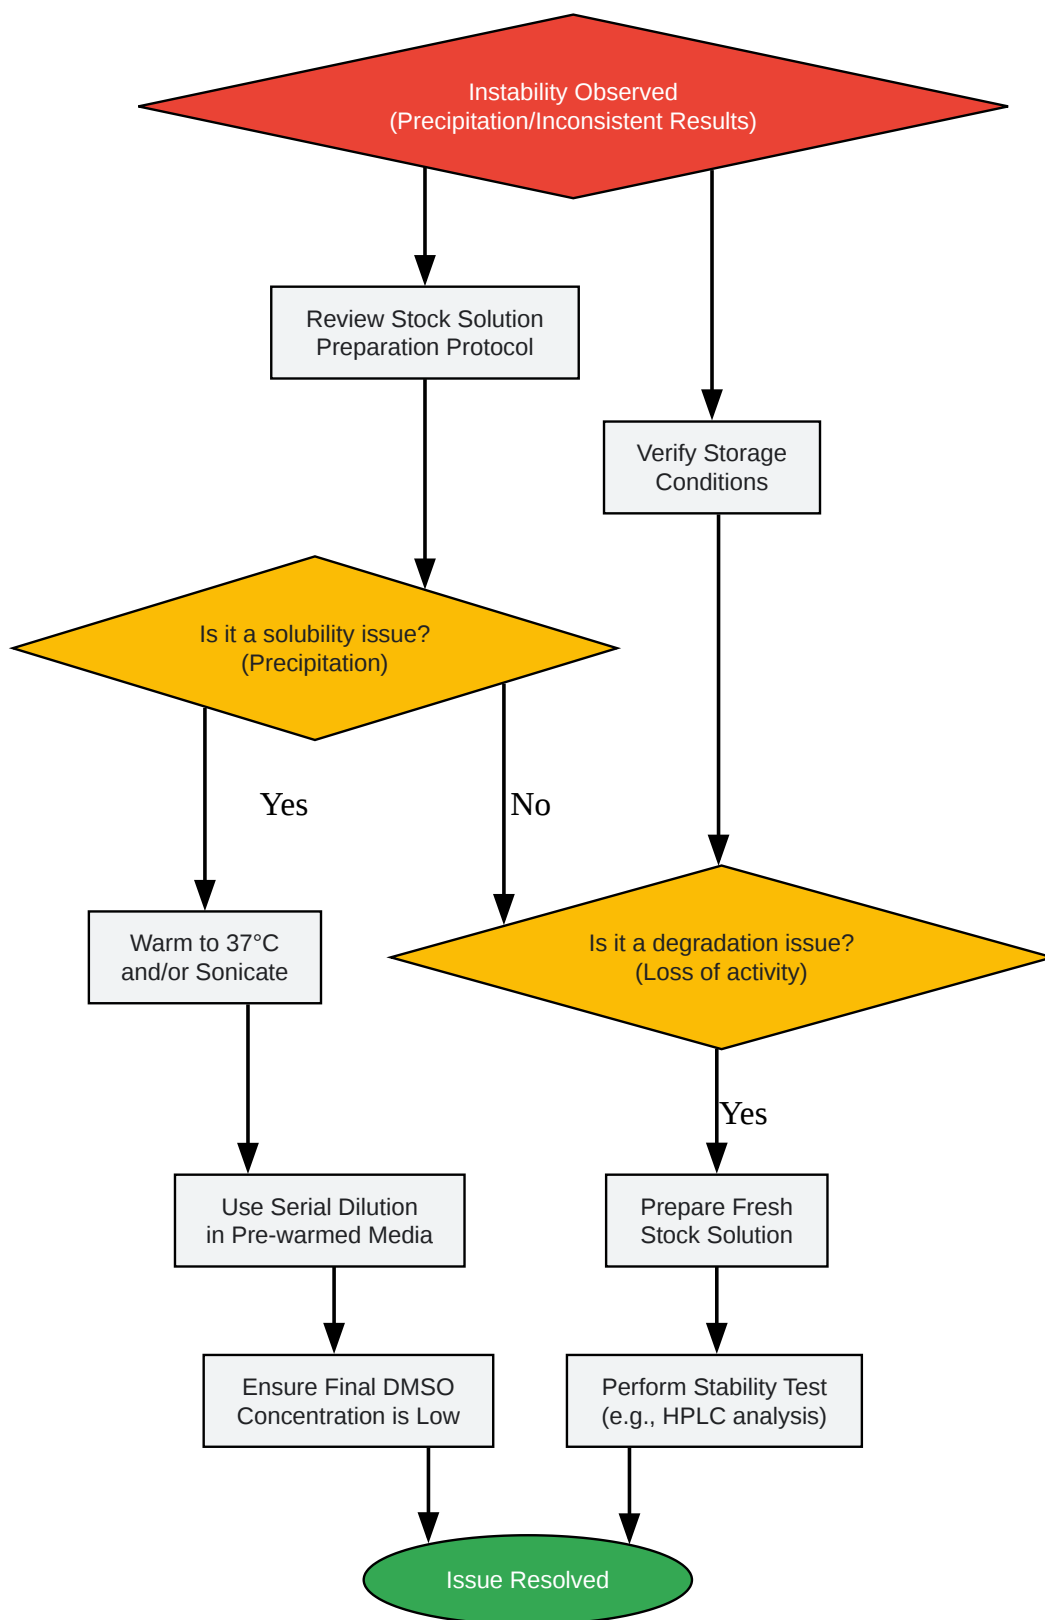 Instability Observed
(Precipitation/Inconsistent Results)
Review Stock Solution
Preparation Protocol
Verify Storage
Conditions
Is it a solubility issue?
(Precipitation)
Yes
No
Warm to 37°C
and/or Sonicate
Is it a degradation issue?
(Loss of activity)
Yes
Use Serial Dilution
in Pre-warmed Media
Prepare Fresh
Stock Solution
Ensure Final DMSO
Concentration is Low
Perform Stability Test
(e.g., HPLC analysis)
Issue Resolved